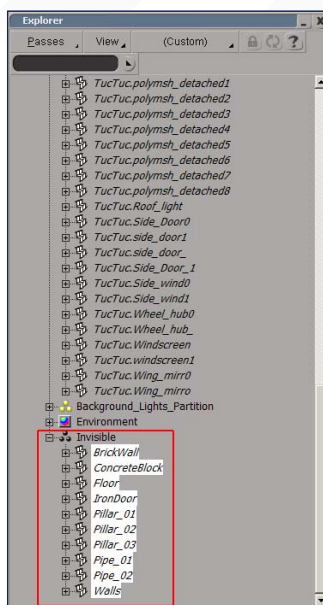 Explorer
Passes View (Custom) ?
TucTuc.polymsh_detached1
TucTuc.polymsh_detached2
TucTuc.polymsh_detached3
TucTuc.polymsh_detached4
TucTuc.polymsh_detached5
TucTuc.polymsh_detached6
TucTuc.polymsh_detached7
TucTuc.polymsh_detached8
TucTuc.Roof_light
TucTuc.Side_Door0
TucTuc.side_door1
TucTuc.side_door_
TucTuc.Side_Door_1
TucTuc.Side_wind0
TucTuc.Side_wind1
TucTuc.Wheel_hub0
TucTuc.Wheel_hub_
TucTuc.Windscreen
TucTuc.windscreen1
TucTuc.Wing_mirr0
TucTuc.Wing_mirro
Background_Lights_Partition
Environment
Invisible
BrickWall
ConcreteBlock
Floor
IronDoor
Pillar_01
Pillar_02
Pillar_03
Pipe_01
Pipe_02
Walls